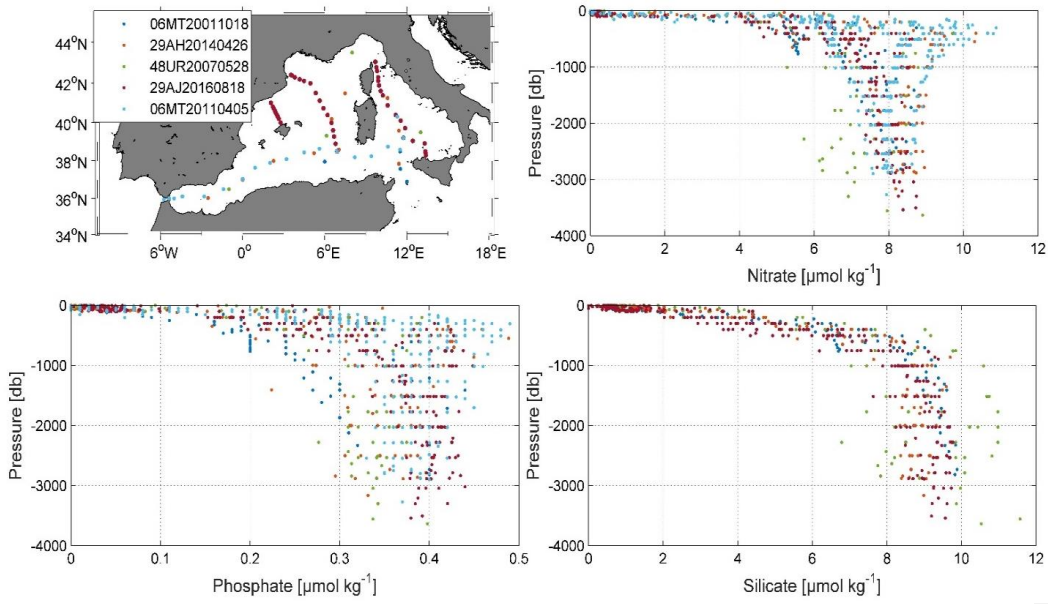 06MT20011018
29AH20140426
48UR20070528
29AJ20160818
06MT20110405
44°N
42°N
40°N
38°N
36°N
34°N
6°W 0° 6°E 12°E 18°E
0
-1000
-2000
-3000
-4000
Pressure [db]
0 2 4 6 8 10 12
Nitrate [µmol kg⁻¹]
0
-1000
-2000
-3000
-4000
Pressure [db]
0 0.1 0.2 0.3 0.4 0.5
Phosphate [µmol kg⁻¹]
0
-1000
-2000
-3000
-4000
Pressure [db]
0 2 4 6 8 10 12
Silicate [µmol kg⁻¹]